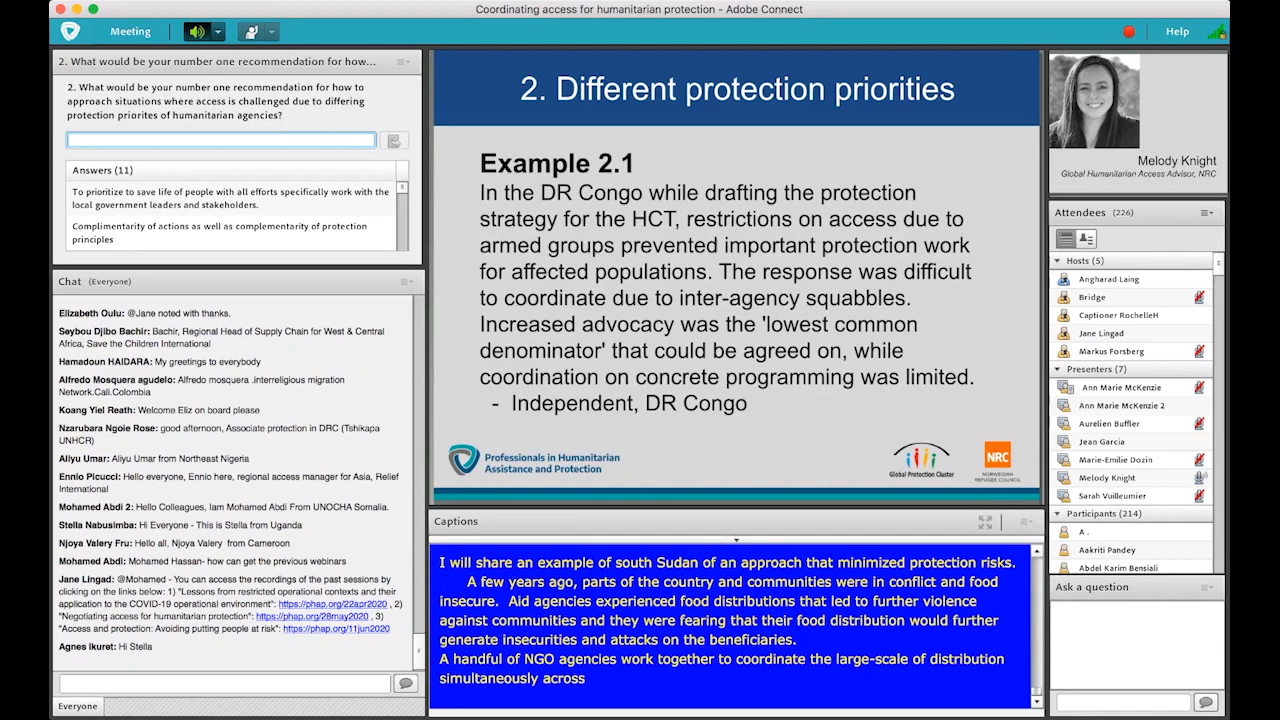 Coordinating access for humanitarian protection - Adobe Connect
Meeting
Help
2. What would be your number one recommendation for how...
2. What would be your number one recommendation for how to
approach situations where access is challenged due to differing
protection priorites of humanitarian agencies?
Answers (11)
To prioritize to save life of people with all efforts specifically work with the
local government leaders and stakeholders.
Complimentarity of actions as well as complementarity of protection
principles
Chat (Everyone)
Elizabeth Oulu: @Jane noted with thanks.
Seybou Djibo Bachir: Bachir, Regional Head of Supply Chain for West & Central
Africa, Save the Children International
Hamadoun HAIDARA: My greetings to everybody
Alfredo Mosquera agudelo: Alfredo mosquera .interreligious migration
Network.Cali.Colombia
Koang Yiel Reath: Welcome Eliz on board please
Nzarubara Ngoie Rose: good afternoon, Associate protection in DRC (Tshikapa
UNHCR)
Aliyu Umar: Aliyu Umar from Northeast Nigeria
Ennio Picucci: Hello everyone, Ennio here, regional access manager for Asia, Relief
International
Mohamed Abdi 2: Hello Colleagues, Iam Mohamed Abdi From UNOCHA Somalia.
Stella Nabusimba: Hi Everyone - This is Stella from Uganda
Njoya Valery Fru: Hello all, Njoya Valery from Cameroon
Mohamed Abdi: Mohamed Hassan- how can get the previous webinars
Jane Lingad: @Mohamed - You can access the recordings of the past sessions by
clicking on the links below: 1) "Lessons from restricted operational contexts and their
application to the COVID-19 operational environment": https://phap.org/22apr2020 , 2)
"Negotiating access for humanitarian protection": https://phap.org/28may2020 , 3)
"Access and protection: Avoiding putting people at risk": https://phap.org/11jun2020
Agnes Ikuret: Hi Stella
Everyone
2. Different protection priorities
Example 2.1
In the DR Congo while drafting the protection
strategy for the HCT, restrictions on access due to
armed groups prevented important protection work
for affected populations. The response was difficult
to coordinate due to inter-agency squabbles.
Increased advocacy was the 'lowest common
denominator' that could be agreed on, while
coordination on concrete programming was limited.
- Independent, DR Congo
Professionals in Humanitarian
Assistance and Protection
Global Protection Cluster
NRC
NORWEGIAN
REFUGEE COUNCIL
Captions
I will share an example of south Sudan of an approach that minimized protection risks.
A few years ago, parts of the country and communities were in conflict and food
insecure. Aid agencies experienced food distributions that led to further violence
against communities and they were fearing that their food distribution would further
generate insecurities and attacks on the beneficiaries.
A handful of NGO agencies work together to coordinate the large-scale of distribution
simultaneously across
Melody Knight
Global Humanitarian Access Advisor, NRC
Attendees (226)
Hosts (5)
Angharad Laing
Bridge
Captioner RochelleH
Jane Lingad
Markus Forsberg
Presenters (7)
Ann Marie McKenzie
Ann Marie McKenzie 2
Aurelien Buffler
Jean Garcia
Marie-Emilie Dozin
Melody Knight
Sarah Vuilleumier
Participants (214)
A .
Aakriti Pandey
Abdel Karim Bensiali
Ask a question